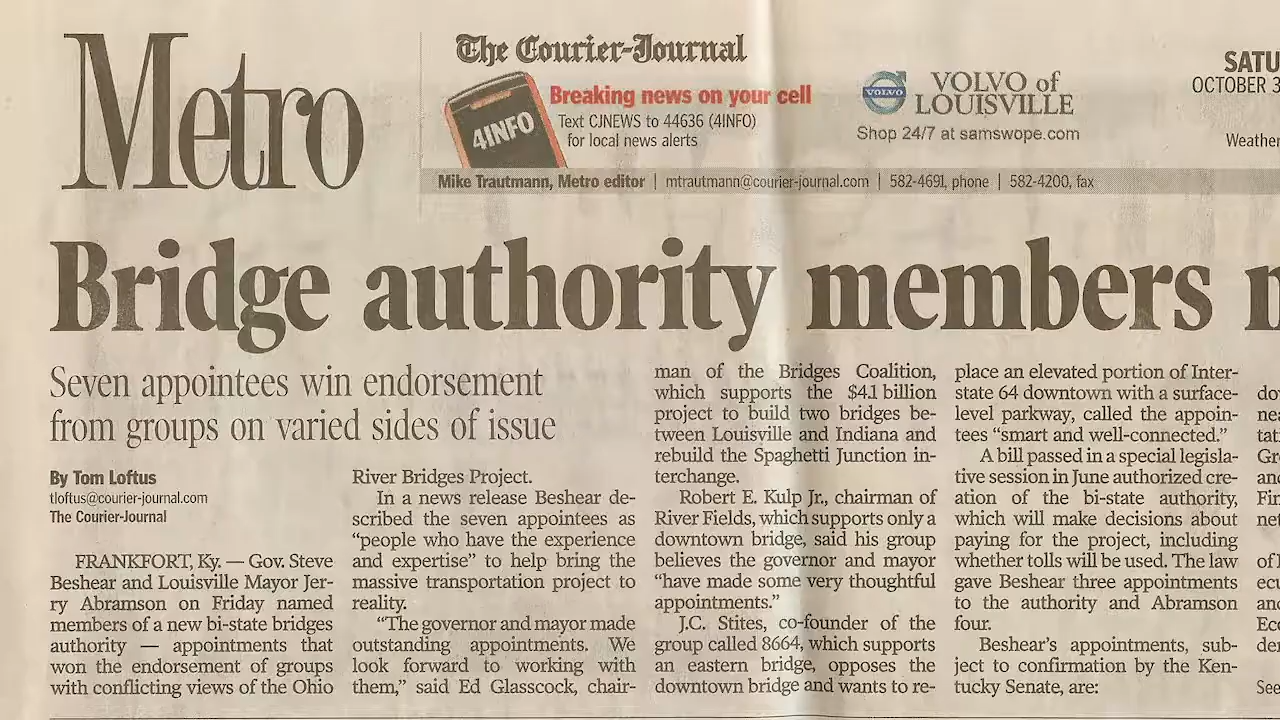 Metro
The Courier-Journal
Breaking news on your cell
4INFO
Text CJNEWS to 44636 (4INFO)
for local news alerts
VOLVO
VOLVO of
LOUISVILLE
Shop 24/7 at samswope.com
SATU
OCTOBER 3
Weather
Mike Trautmann, Metro editor | mtrautmann@courier-journal.com | 582-4691, phone | 582-4200, fax
Bridge authority members
Seven appointees win endorsement
from groups on varied sides of issue
By Tom Loftus
tloftus@courier-journal.com
The Courier-Journal
FRANKFORT, Ky. — Gov. Steve
Beshear and Louisville Mayor Jer-
ry Abramson on Friday named
members of a new bi-state bridges
authority — appointments that
won the endorsement of groups
with conflicting views of the Ohio
River Bridges Project.
In a news release Beshear de-
scribed the seven appointees as
“people who have the experience
and expertise” to help bring the
massive transportation project to
reality.
“The governor and mayor made
outstanding appointments. We
look forward to working with
them,” said Ed Glasscock, chair-
man of the Bridges Coalition,
which supports the $4.1 billion
project to build two bridges be-
tween Louisville and Indiana and
rebuild the Spaghetti Junction in-
terchange.
Robert E. Kulp Jr., chairman of
River Fields, which supports only a
downtown bridge, said his group
believes the governor and mayor
“have made some very thoughtful
appointments.”
J.C. Stites, co-founder of the
group called 8664, which supports
an eastern bridge, opposes the
downtown bridge and wants to re-
place an elevated portion of Inter-
state 64 downtown with a surface-
level parkway, called the appoin-
tees “smart and well-connected.”
A bill passed in a special legisla-
tive session in June authorized cre-
ation of the bi-state authority,
which will make decisions about
paying for the project, including
whether tolls will be used. The law
gave Beshear three appointments
to the authority and Abramson
four.
Beshear’s appointments, sub-
ject to confirmation by the Ken-
tucky Senate, are:
See